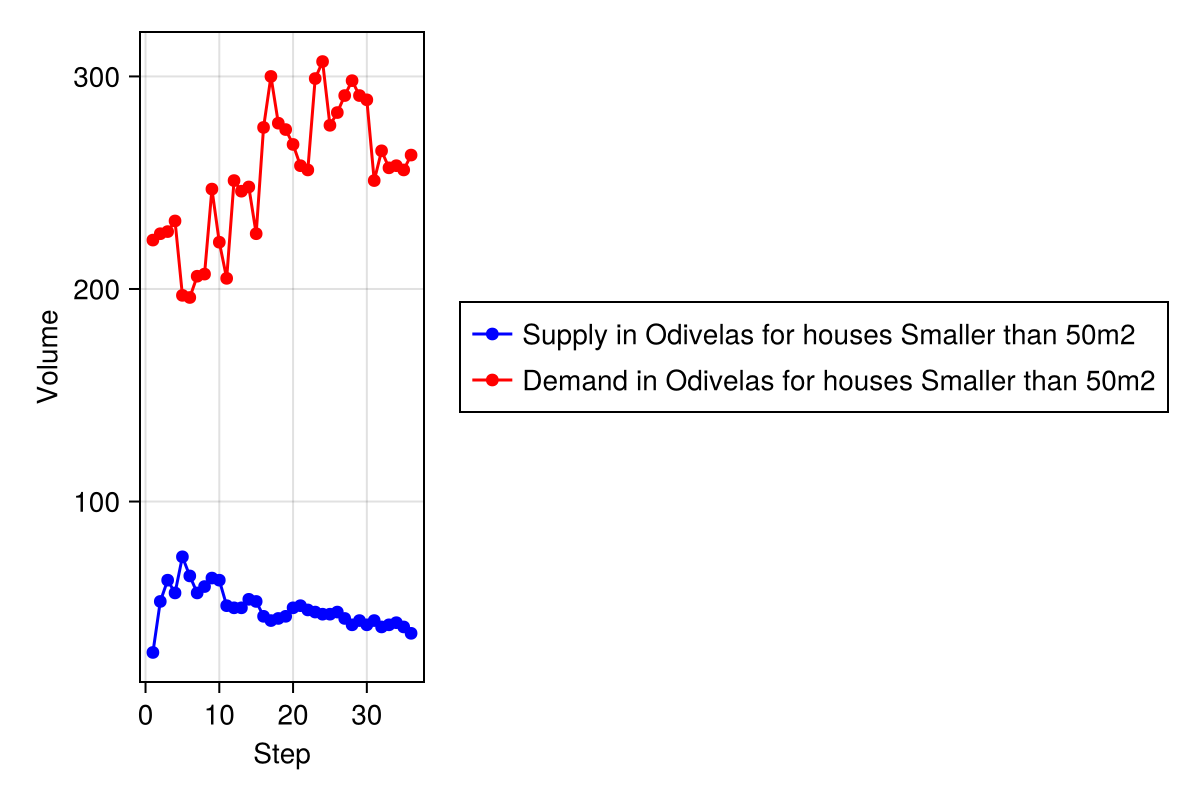 300
200
100
Volume
0 10 20 30
Step
Supply in Odivelas for houses Smaller than 50m2
Demand in Odivelas for houses Smaller than 50m2